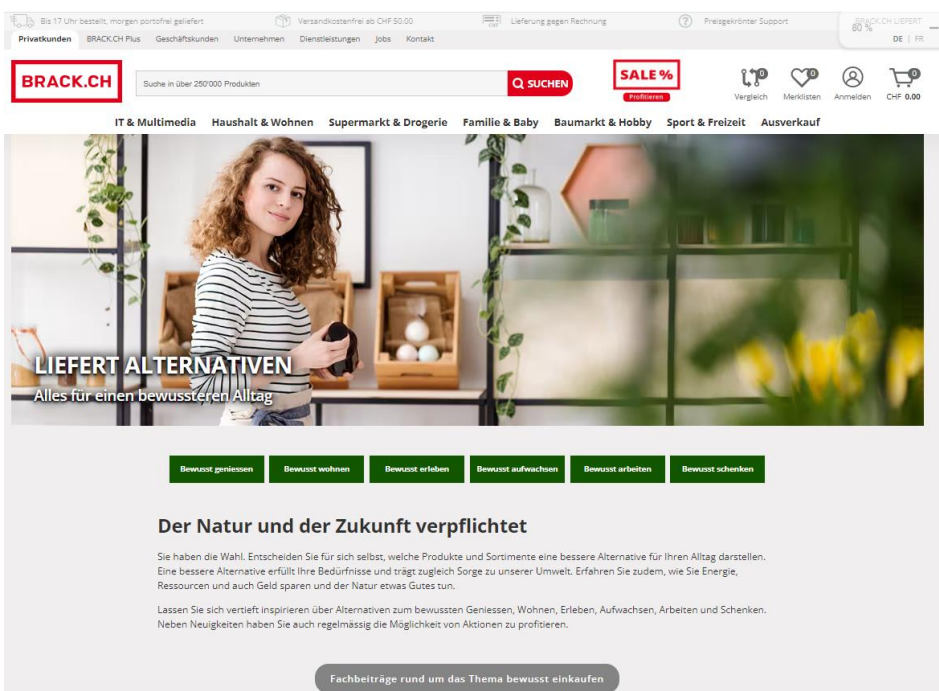 Bis 17 Uhr bestellt, morgen portofrei geliefert
Versandkostenfrei ab CHF 50.00
Lieferung gegen Rechnung
Preisgekrönter Support
BRACK.CH LIEFERT
60 %
Privatkunden BRACK.CH Plus Geschäftskunden Unternehmen Dienstleistungen Jobs Kontakt
DE | FR
BRACK.CH
Suche in über 250'000 Produkten
SUCHEN
SALE %
Profitieren
0 0 0
Vergleich Merklisten Anmelden CHF 0.00
IT & Multimedia Haushalt & Wohnen Supermarkt & Drogerie Familie & Baby Baumarkt & Hobby Sport & Freizeit Ausverkauf
LIEFERT ALTERNATIVEN
Alles für einen bewussteren Alltag
Bewusst geniessen Bewusst wohnen Bewusst erleben Bewusst aufwachsen Bewusst arbeiten Bewusst schenken
Der Natur und der Zukunft verpflichtet
Sie haben die Wahl. Entscheiden Sie für sich selbst, welche Produkte und Sortimente eine bessere Alternative für Ihren Alltag darstellen.
Eine bessere Alternative erfüllt Ihre Bedürfnisse und trägt zugleich Sorge zu unserer Umwelt. Erfahren Sie zudem, wie Sie Energie,
Ressourcen und auch Geld sparen und der Natur etwas Gutes tun.
Lassen Sie sich vertieft inspirieren über Alternativen zum bewussten Geniessen, Wohnen, Erleben, Aufwachsen, Arbeiten und Schenken.
Neben Neuigkeiten haben Sie auch regelmässig die Möglichkeit von Aktionen zu profitieren.
Fachbeiträge rund um das Thema bewusst einkaufen